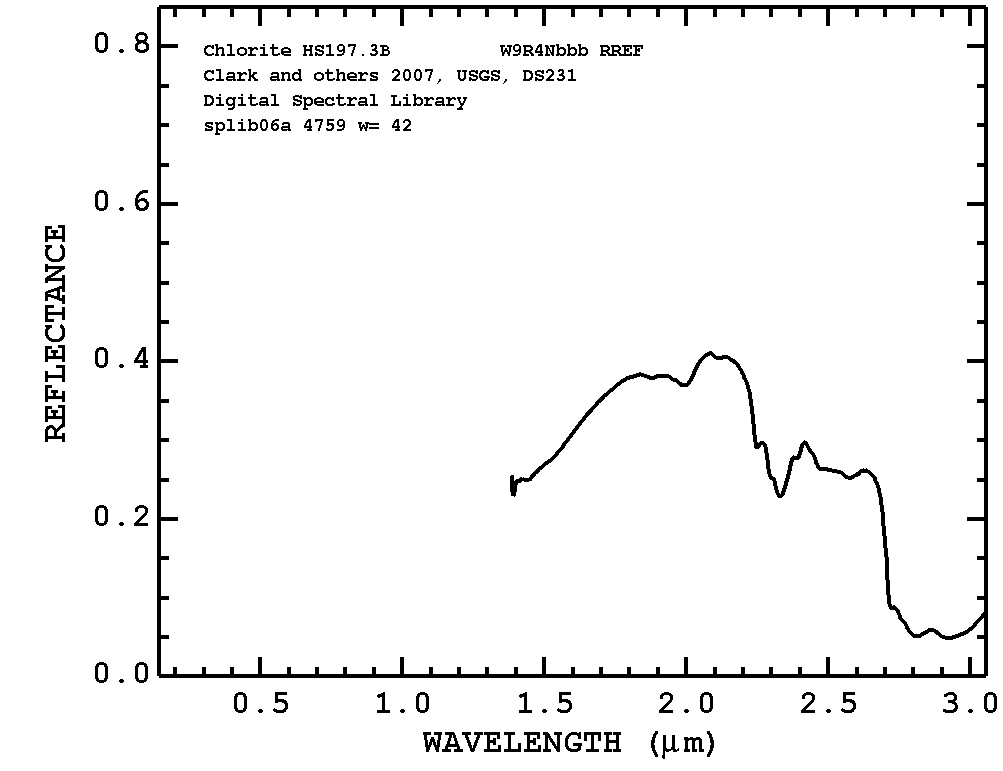 Chlorite HS197.3B W9R4Nbbb RREF
Clark and others 2007, USGS, DS231
Digital Spectral Library
splib06a 4759 w= 42
REFLECTANCE
0.8
0.6
0.4
0.2
0.0
0.5 1.0 1.5 2.0 2.5 3.0
WAVELENGTH (μm)